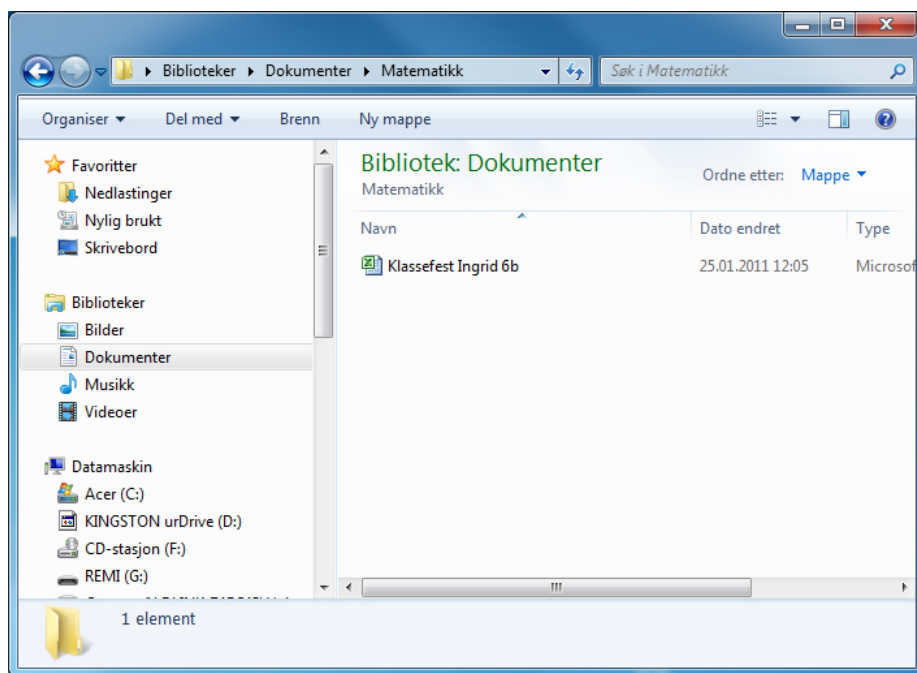 Biblioteker Dokumenter Matematikk Søk i Matematikk
Organiser Del med Brenn Ny mappe
Favoritter
Nedlastinger
Nylig brukt
Skrivebord
Biblioteker
Bilder
Dokumenter
Musikk
Videoer
Datamaskin
Acer (C:)
KINGSTON urDrive (D:)
CD-stasjon (F:)
REMI (G:)
Bibliotek: Dokumenter
Matematikk
Ordne etter: Mappe
Navn Dato endret Type
Klassefest Ingrid 6b 25.01.2011 12:05 Microsof
1 element